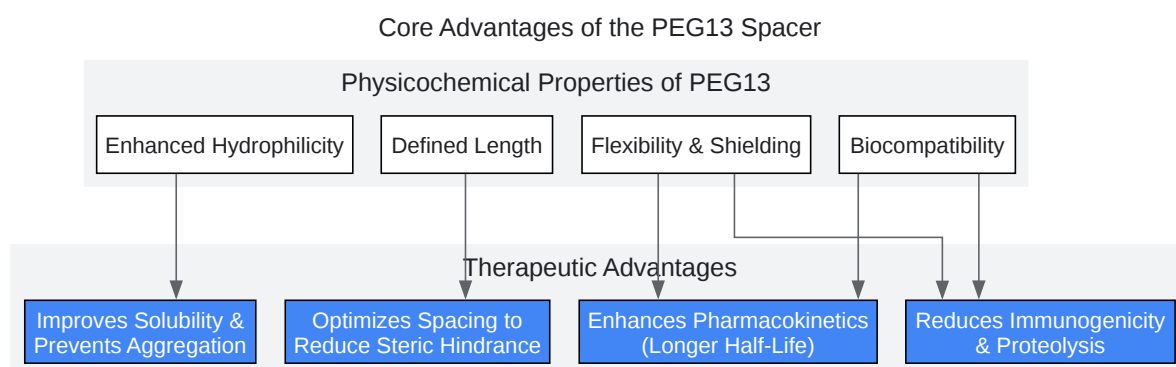 Core Advantages of the PEG13 Spacer
Physicochemical Properties of PEG13
Enhanced Hydrophilicity
Defined Length
Flexibility & Shielding
Biocompatibility
Therapeutic Advantages
Improves Solubility &
Prevents Aggregation
Optimizes Spacing to
Reduce Steric Hindrance
Enhances Pharmacokinetics
(Longer Half-Life)
Reduces Immunogenicity
& Proteolysis